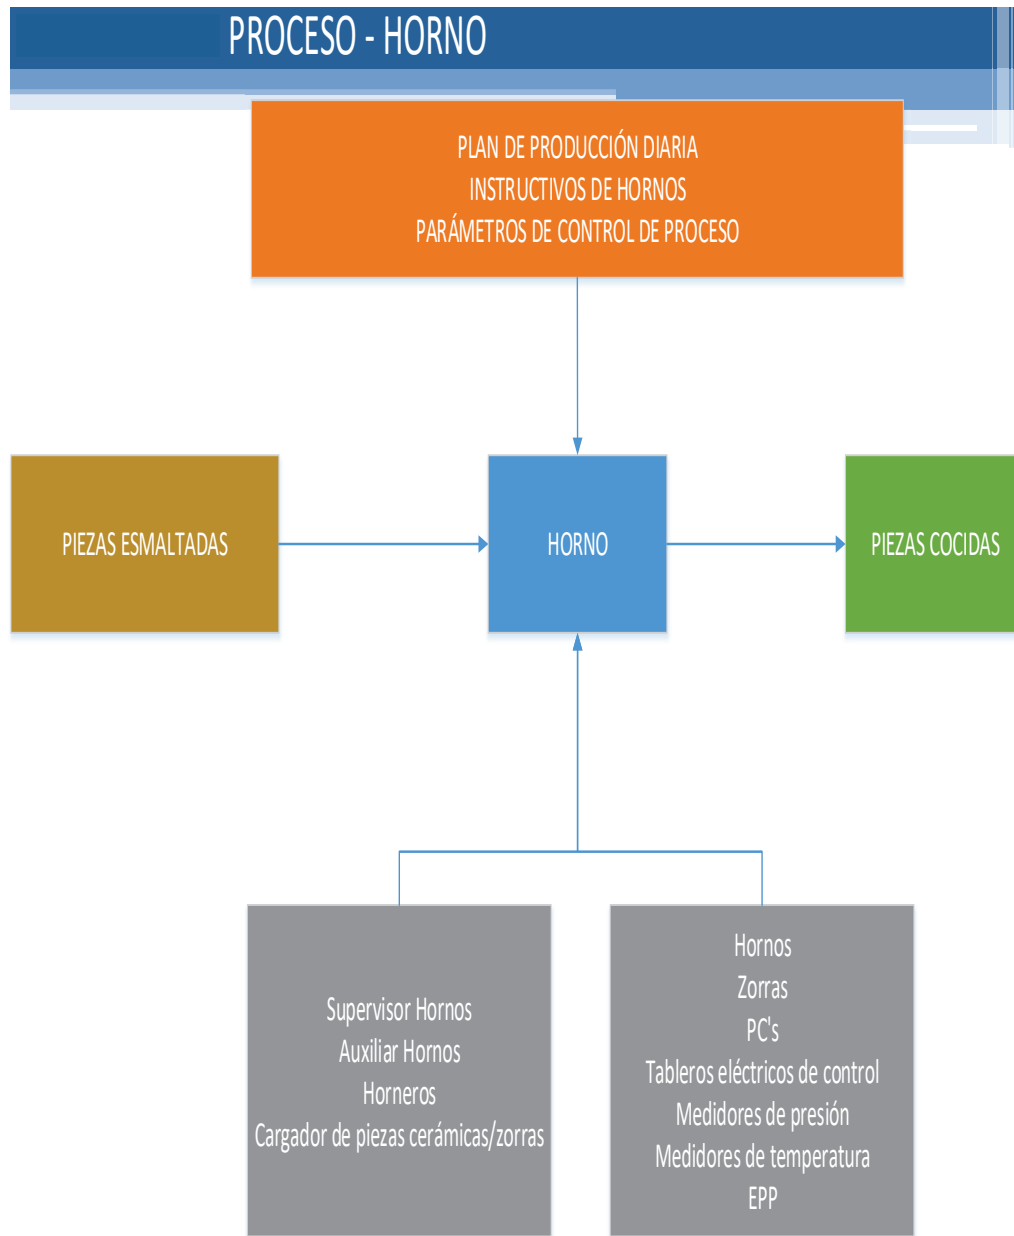 PROCESO - HORNO
PLAN DE PRODUCCIÓN DIARIA
INSTRUCTIVOS DE HORNOS
PARÁMETROS DE CONTROL DE PROCESO
PIEZAS ESMALTADAS
HORNO
PIEZAS COCIDAS
Supervisor Hornos
Auxiliar Hornos
Horneros
Cargador de piezas cerámicas/zorras
Hornos
Zorras
PC's
Tableros eléctricos de control
Medidores de presión
Medidores de temperatura
EPP